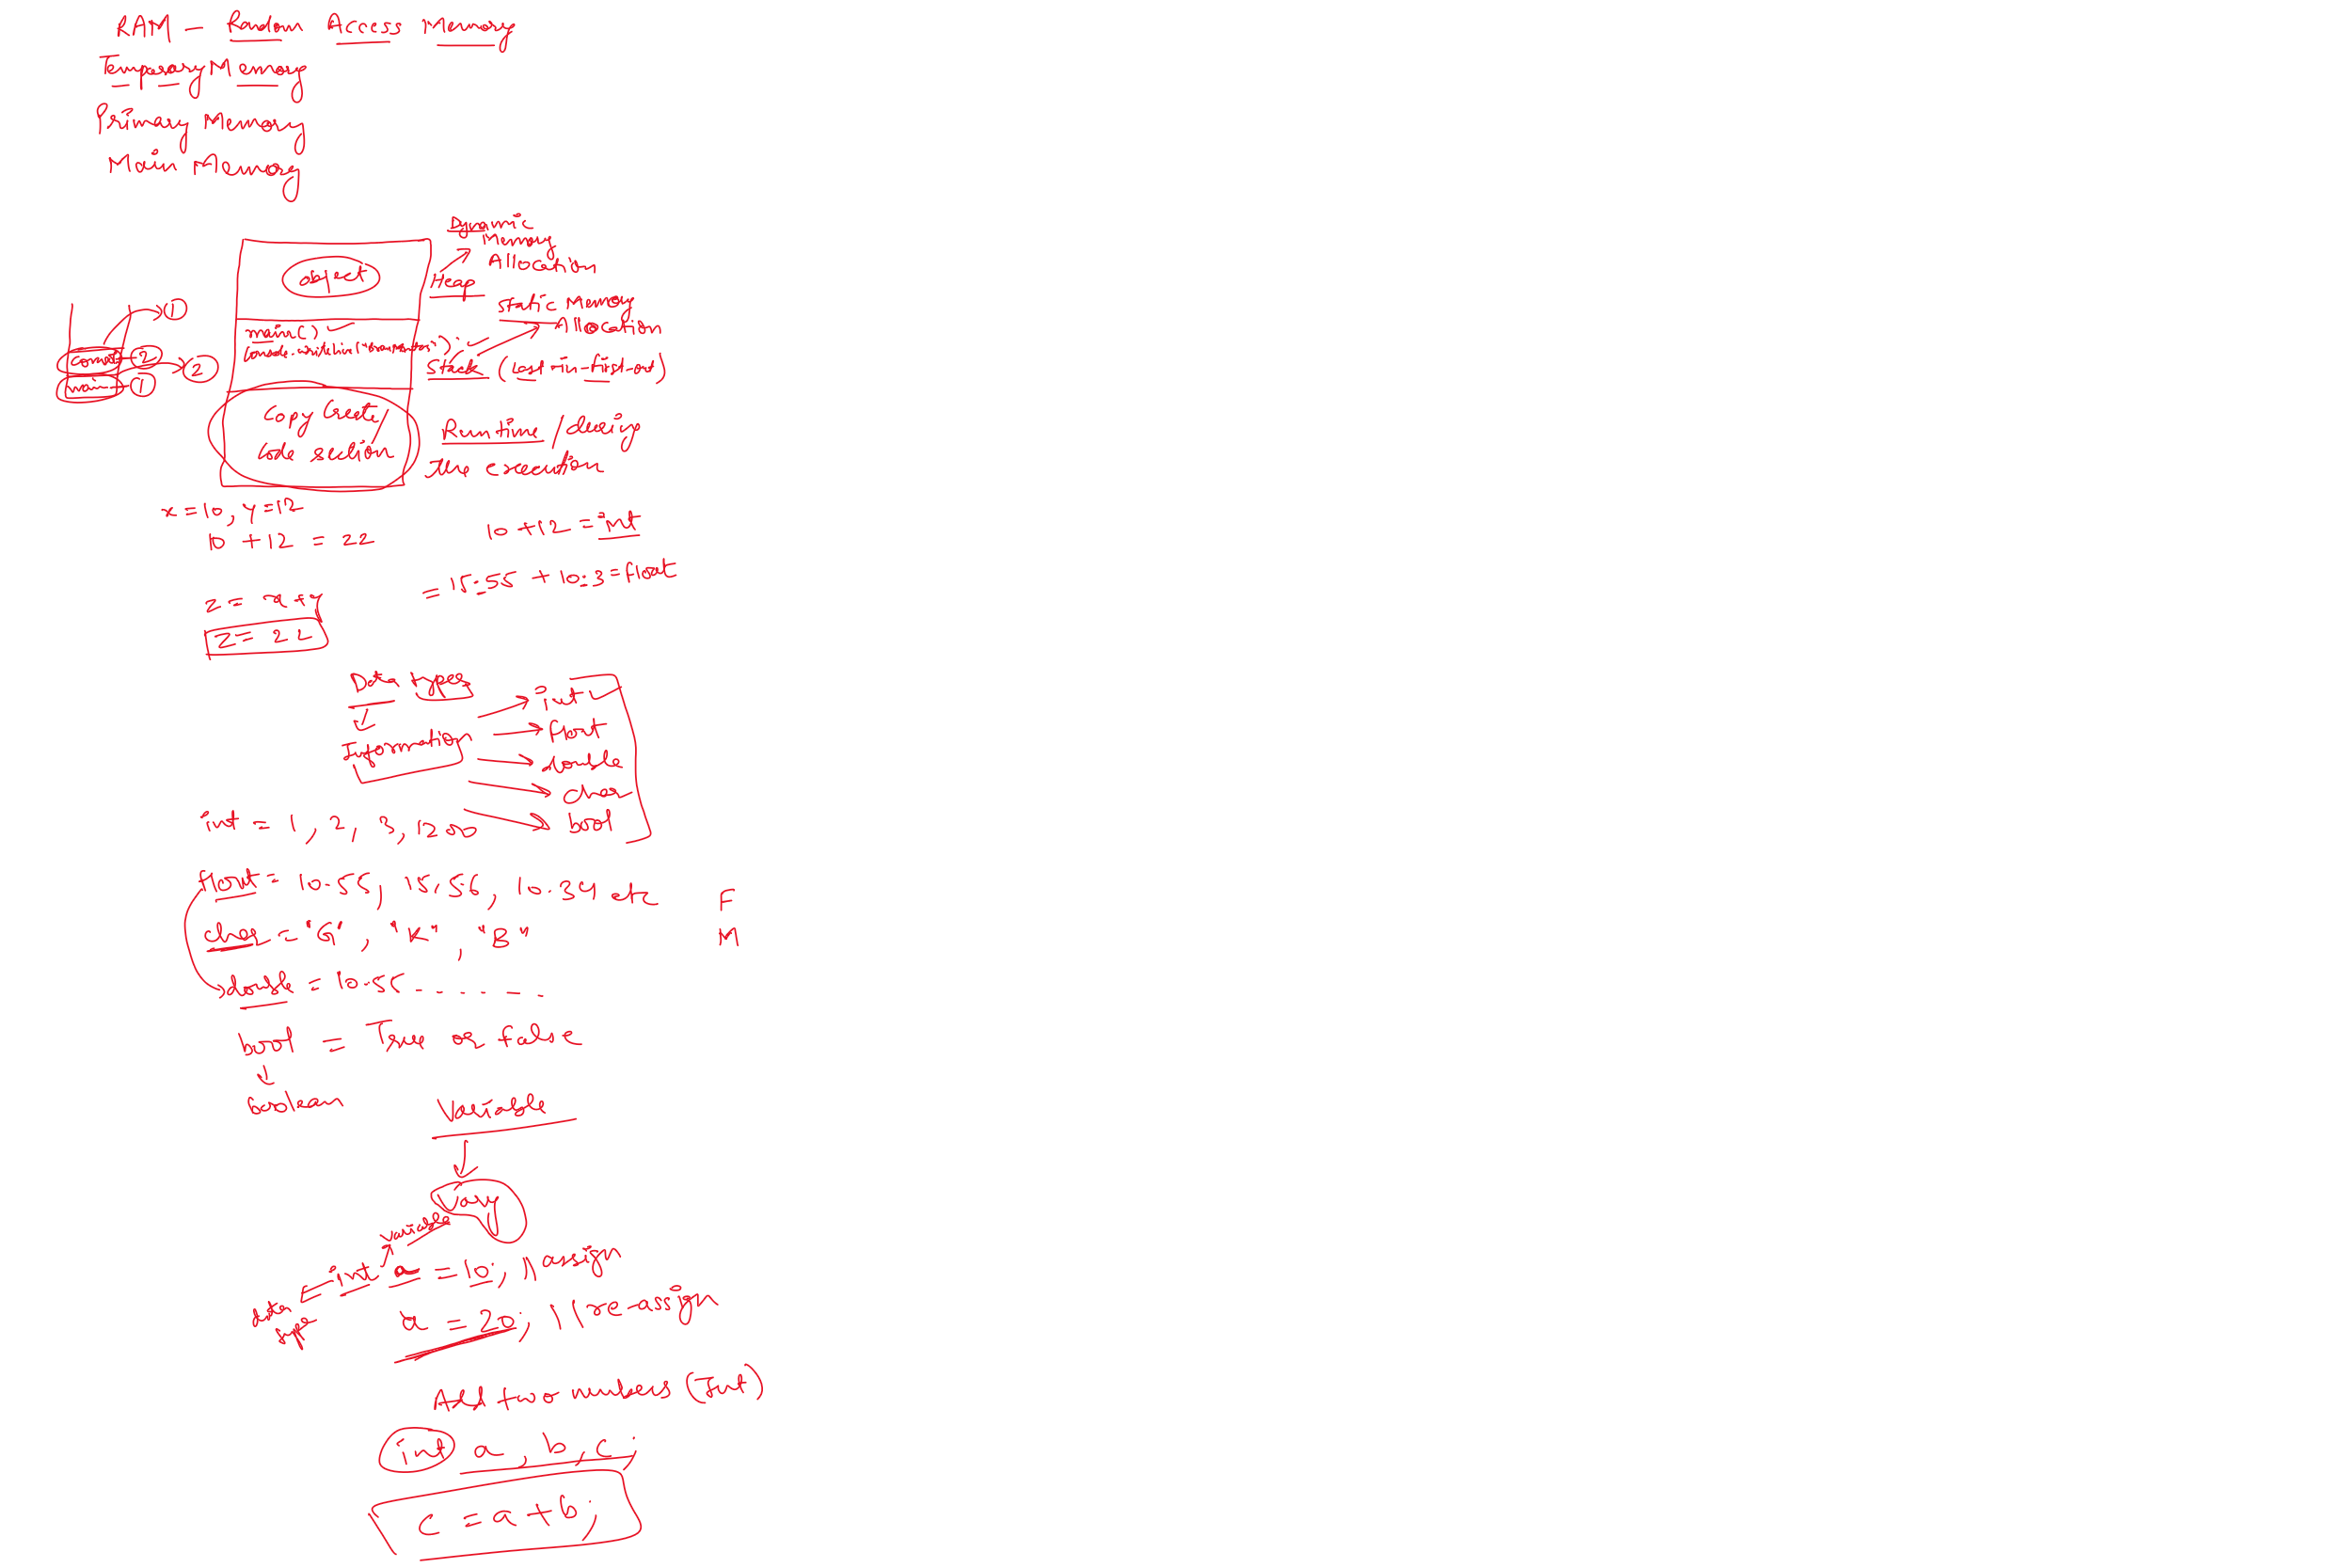 RAM - Random Access Memory
Temporary Memory
Primary Memory
Main Memory
Dynamic
Memory
Allocation
object
Heap
Static Memory
Allocation
①
main()
Console.writeline(" ");
Stack (Last-in-first-out)
② ②
main ①
Copy Create
Code section
Runtime / during
the execution
x=10, y=12
10 + 12 = 22
10 + 12 = int
= 15.55 + 10.3 = float
z = x+y
Z = 22
Data types
Information
int
float
double
char
bool
int = 1, 2, 3, 1200
float = 10.55, 15.56, 10.34 etc
F
char = "G", "K", "B"
M
double = 10.55 - - - - - -
bool = True or false
boolean
Variable
Vary
variable
int a = 10; // assign
data
type
a = 20; // re-assign
Add two numbers (Int)
int a, b, c;
c = a+b;